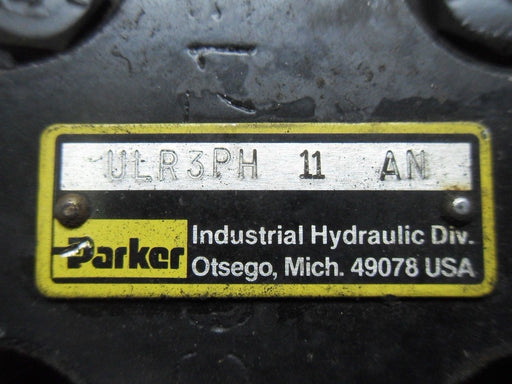 ULR3PH 11 AN
Parker
Industrial Hydraulic Div.
Otsego, Mich. 49078 USA